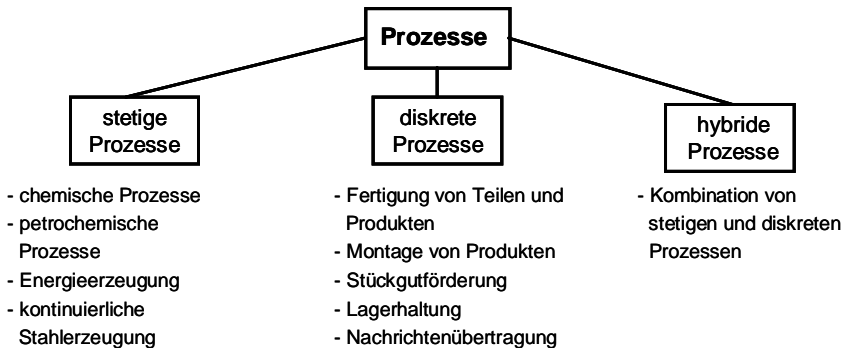 Prozesse
stetige
Prozesse
- chemische Prozesse
- petrochemische
Prozesse
- Energieerzeugung
- kontinuierliche
Stahlerzeugung
diskrete
Prozesse
- Fertigung von Teilen und
Produkten
- Montage von Produkten
- Stückgutförderung
- Lagerhaltung
- Nachrichtenübertragung
hybride
Prozesse
- Kombination von
stetigen und diskreten
Prozessen